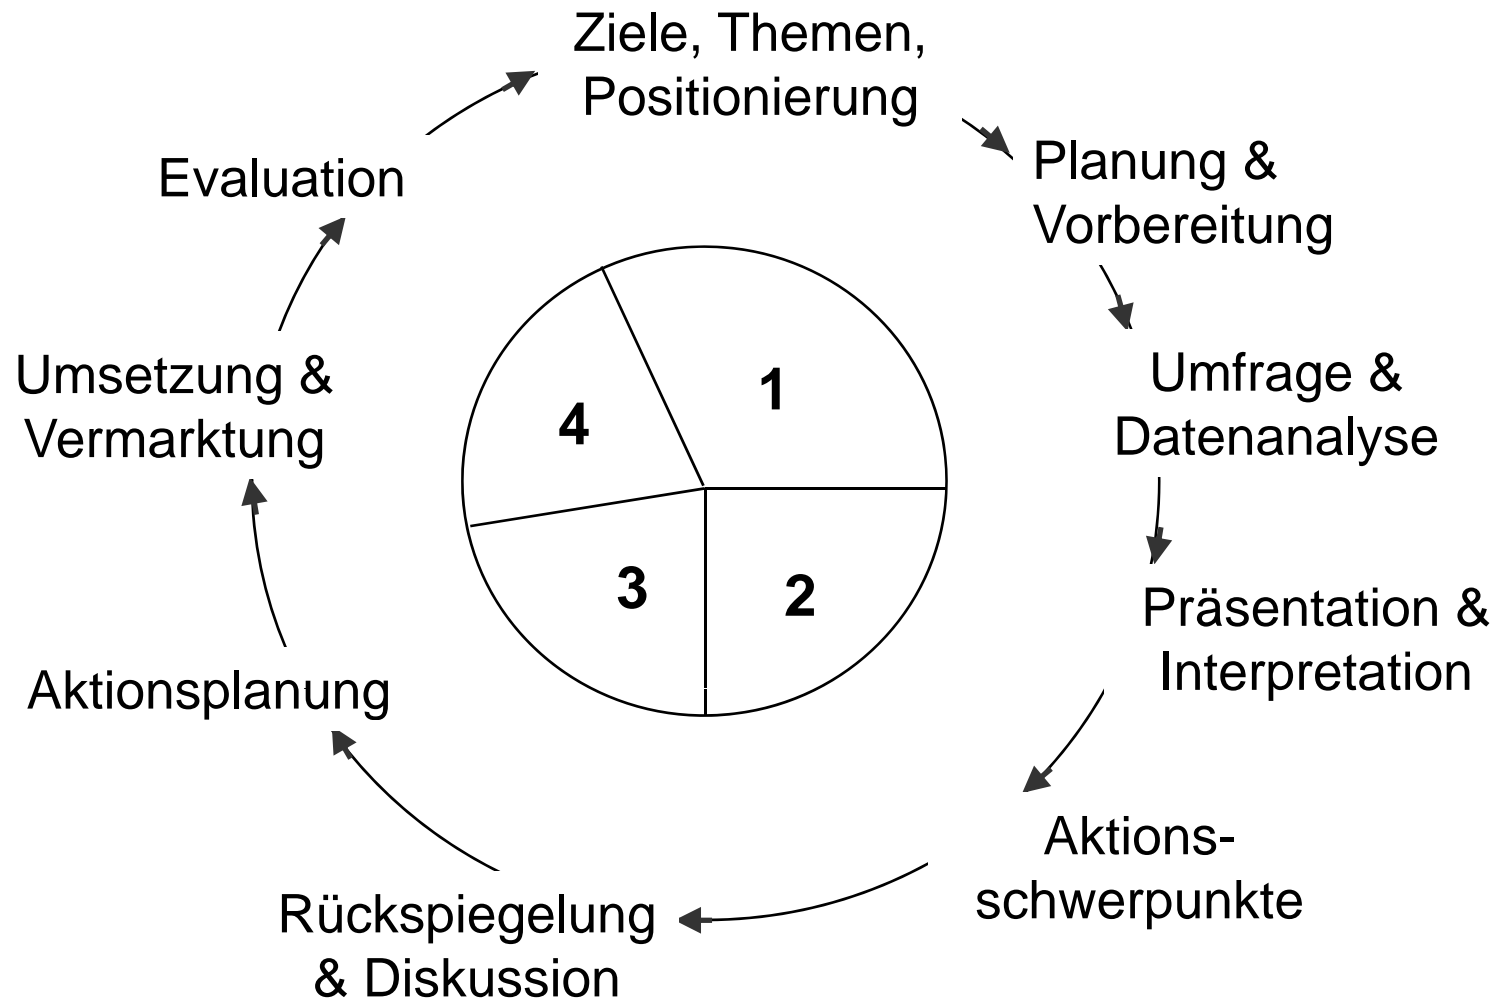 Ziele, Themen,
Positionierung
Planung &
Vorbereitung
Umfrage &
Datenanalyse
Präsentation &
Interpretation
Aktions-
schwerpunkte
Rückspiegelung
& Diskussion
Aktionsplanung
Umsetzung &
Vermarktung
Evaluation
1
2
3
4